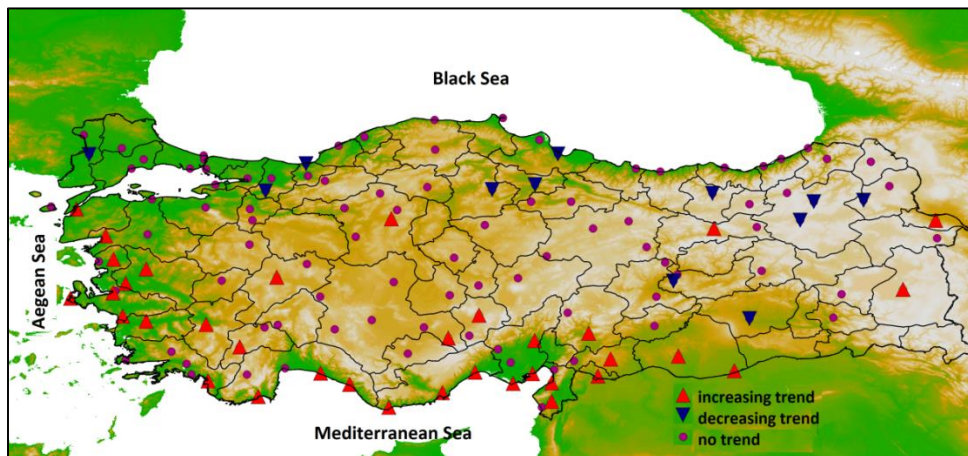 Black Sea
Aegean Sea
Mediterranean Sea
increasing trend
decreasing trend
no trend